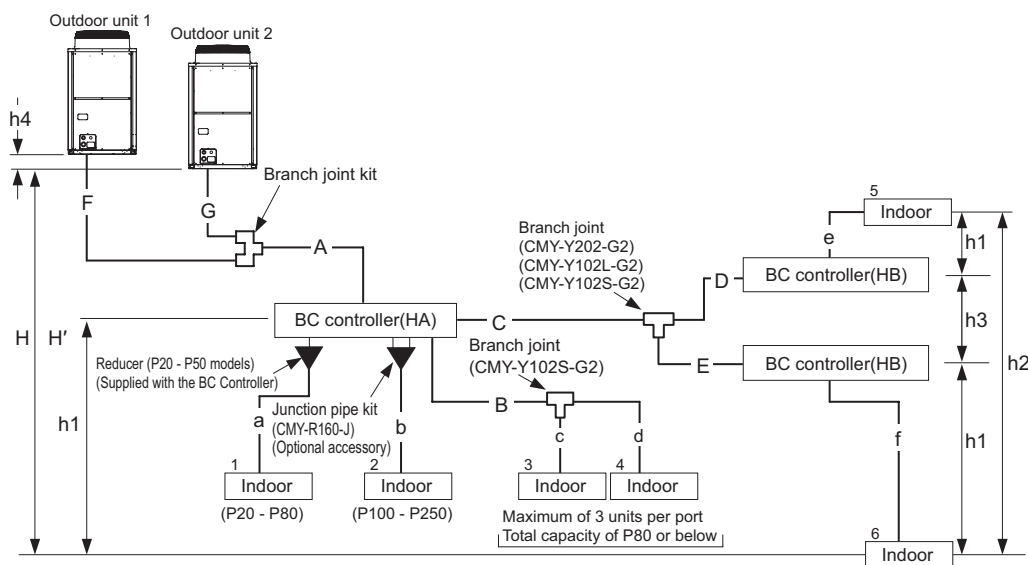 Outdoor unit 1
Outdoor unit 2
h4
Branch joint kit
F
G
A
H
H′
h1
BC controller(HA)
Reducer (P20 - P50 models)
(Supplied with the BC Controller)
Junction pipe kit
(CMY-R160-J)
(Optional accessory)
a
b
B
C
Branch joint
(CMY-Y202-G2)
(CMY-Y102L-G2)
(CMY-Y102S-G2)
Branch joint
(CMY-Y102S-G2)
D
E
c
d
e
f
5
Indoor
BC controller(HB)
BC controller(HB)
h1
h3
h2
h1
1
Indoor
(P20 - P80)
2
Indoor
(P100 - P250)
3
Indoor
4
Indoor
Maximum of 3 units per port
Total capacity of P80 or below
6
Indoor